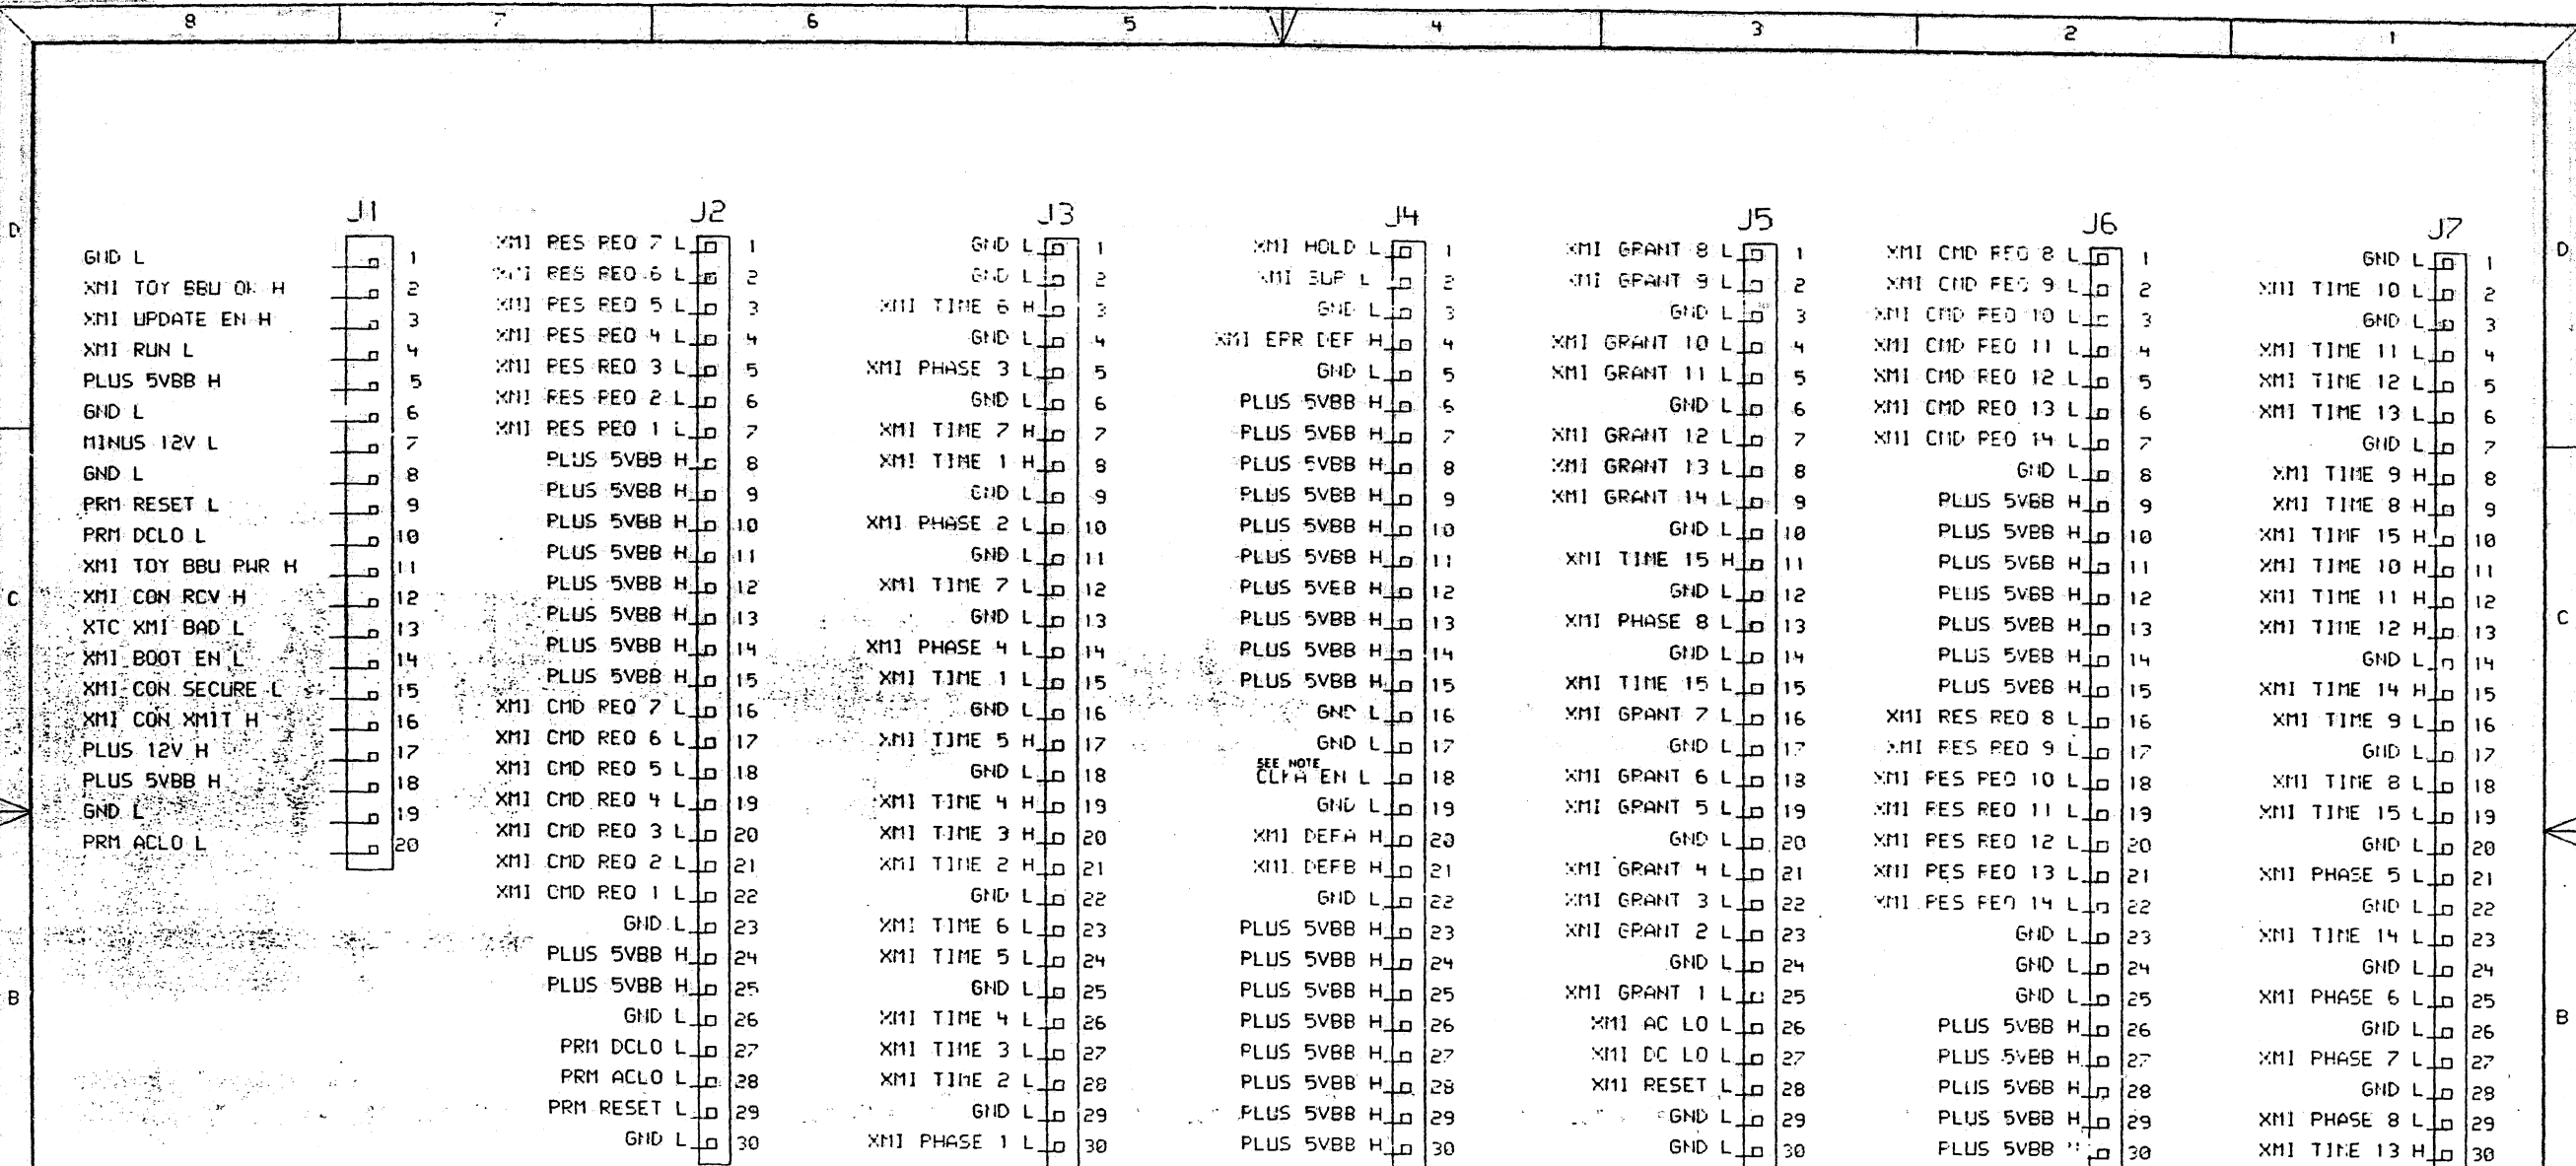 8 7 6 5 4 3 2 1
D
C
B
J1
GND L 1
XMI TOY BBU OK H 2
XMI UPDATE EN H 3
XMI RUN L 4
PLUS 5VBB H 5
GND L 6
MINUS 12V L 7
GND L 8
PRM RESET L 9
PRM DCLO L 10
XMI TOY BBU PWR H 11
XMI CON RCV H 12
XTC XMI BAD L 13
XMI BOOT EN L 14
XMI CON SECURE L 15
XMI CON XMIT H 16
PLUS 12V H 17
PLUS 5VBB H 18
GND L 19
PRM ACLO L 20
J2
XMI RES REQ 7 L 1
XMI RES REQ 6 L 2
XMI RES REQ 5 L 3
XMI RES REQ 4 L 4
XMI RES REQ 3 L 5
XMI RES REQ 2 L 6
XMI RES REQ 1 L 7
PLUS 5VBB H 8
PLUS 5VBB H 9
PLUS 5VBB H 10
PLUS 5VBB H 11
PLUS 5VBB H 12
PLUS 5VBB H 13
PLUS 5VBB H 14
PLUS 5VBB H 15
XMI CMD REQ 7 L 16
XMI CMD REQ 6 L 17
XMI CMD REQ 5 L 18
XMI CMD REQ 4 L 19
XMI CMD REQ 3 L 20
XMI CMD REQ 2 L 21
XMI CMD REQ 1 L 22
GND L 23
PLUS 5VBB H 24
PLUS 5VBB H 25
GND L 26
PRM DCLO L 27
PRM ACLO L 28
PRM RESET L 29
GND L 30
J3
GND L 1
GND L 2
XMI TIME 6 H 3
GND L 4
XMI PHASE 3 L 5
GND L 6
XMI TIME 7 H 7
XMI TIME 1 H 8
GND L 9
XMI PHASE 2 L 10
GND L 11
XMI TIME 7 L 12
GND L 13
XMI PHASE 4 L 14
XMI TIME 1 L 15
GND L 16
XMI TIME 5 H 17
GND L 18
XMI TIME 4 H 19
XMI TIME 3 H 20
XMI TIME 2 H 21
GND L 22
XMI TIME 6 L 23
XMI TIME 5 L 24
GND L 25
XMI TIME 4 L 26
XMI TIME 3 L 27
XMI TIME 2 L 28
GND L 29
XMI PHASE 1 L 30
J4
XMI HOLD L 1
XMI SUP L 2
GND L 3
XMI ERR DEF H 4
GND L 5
PLUS 5VBB H 6
PLUS 5VBB H 7
PLUS 5VBB H 8
PLUS 5VBB H 9
PLUS 5VBB H 10
PLUS 5VBB H 11
PLUS 5VBB H 12
PLUS 5VBB H 13
PLUS 5VBB H 14
PLUS 5VBB H 15
GND L 16
GND L 17
SEE NOTE
CLKA EN L 18
GND L 19
XMI DEFA H 20
XMI DEFB H 21
GND L 22
PLUS 5VBB H 23
PLUS 5VBB H 24
PLUS 5VBB H 25
PLUS 5VBB H 26
PLUS 5VBB H 27
PLUS 5VBB H 28
PLUS 5VBB H 29
PLUS 5VBB H 30
J5
XMI GRANT 8 L 1
XMI GRANT 9 L 2
GND L 3
XMI GRANT 10 L 4
XMI GRANT 11 L 5
GND L 6
XMI GRANT 12 L 7
XMI GRANT 13 L 8
XMI GRANT 14 L 9
GND L 10
XMI TIME 15 H 11
GND L 12
XMI PHASE 8 L 13
GND L 14
XMI TIME 15 L 15
XMI GRANT 7 L 16
GND L 17
XMI GRANT 6 L 18
XMI GRANT 5 L 19
GND L 20
XMI GRANT 4 L 21
XMI GRANT 3 L 22
XMI GRANT 2 L 23
GND L 24
XMI GRANT 1 L 25
XMI AC LO L 26
XMI DC LO L 27
XMI RESET L 28
GND L 29
GND L 30
J6
XMI CMD REQ 8 L 1
XMI CMD REQ 9 L 2
XMI CMD REQ 10 L 3
XMI CMD REQ 11 L 4
XMI CMD REQ 12 L 5
XMI CMD REQ 13 L 6
XMI CMD REQ 14 L 7
GND L 8
PLUS 5VBB H 9
PLUS 5VBB H 10
PLUS 5VBB H 11
PLUS 5VBB H 12
PLUS 5VBB H 13
PLUS 5VBB H 14
PLUS 5VBB H 15
XMI RES REQ 8 L 16
XMI RES REQ 9 L 17
XMI RES REQ 10 L 18
XMI RES REQ 11 L 19
XMI RES REQ 12 L 20
XMI RES REQ 13 L 21
XMI RES REQ 14 L 22
GND L 23
GND L 24
GND L 25
PLUS 5VBB H 26
PLUS 5VBB H 27
PLUS 5VBB H 28
PLUS 5VBB H 29
PLUS 5VBB 30
J7
GND L 1
XMI TIME 10 L 2
GND L 3
XMI TIME 11 L 4
XMI TIME 12 L 5
XMI TIME 13 L 6
GND L 7
XMI TIME 9 H 8
XMI TIME 8 H 9
XMI TIME 15 H 10
XMI TIME 10 H 11
XMI TIME 11 H 12
XMI TIME 12 H 13
GND L 14
XMI TIME 14 H 15
XMI TIME 9 L 16
GND L 17
XMI TIME 8 L 18
XMI TIME 15 L 19
GND L 20
XMI PHASE 5 L 21
GND L 22
XMI TIME 14 L 23
GND L 24
XMI PHASE 6 L 25
GND L 26
XMI PHASE 7 L 27
GND L 28
XMI PHASE 8 L 29
XMI TIME 13 H 30
D
C
B